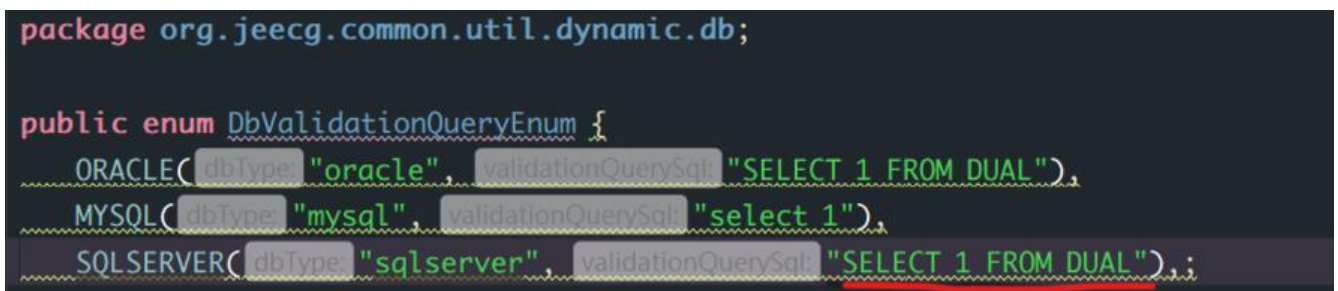 package org.jeecg.common.util.dynamic.db;
public enum DbValidationQueryEnum {
ORACLE( dbType: "oracle", validationQuerySql: "SELECT 1 FROM DUAL"),
MYSQL( dbType: "mysql", validationQuerySql: "select 1"),
SQLSERVER( dbType: "sqlserver", validationQuerySql: "SELECT 1 FROM DUAL"),;